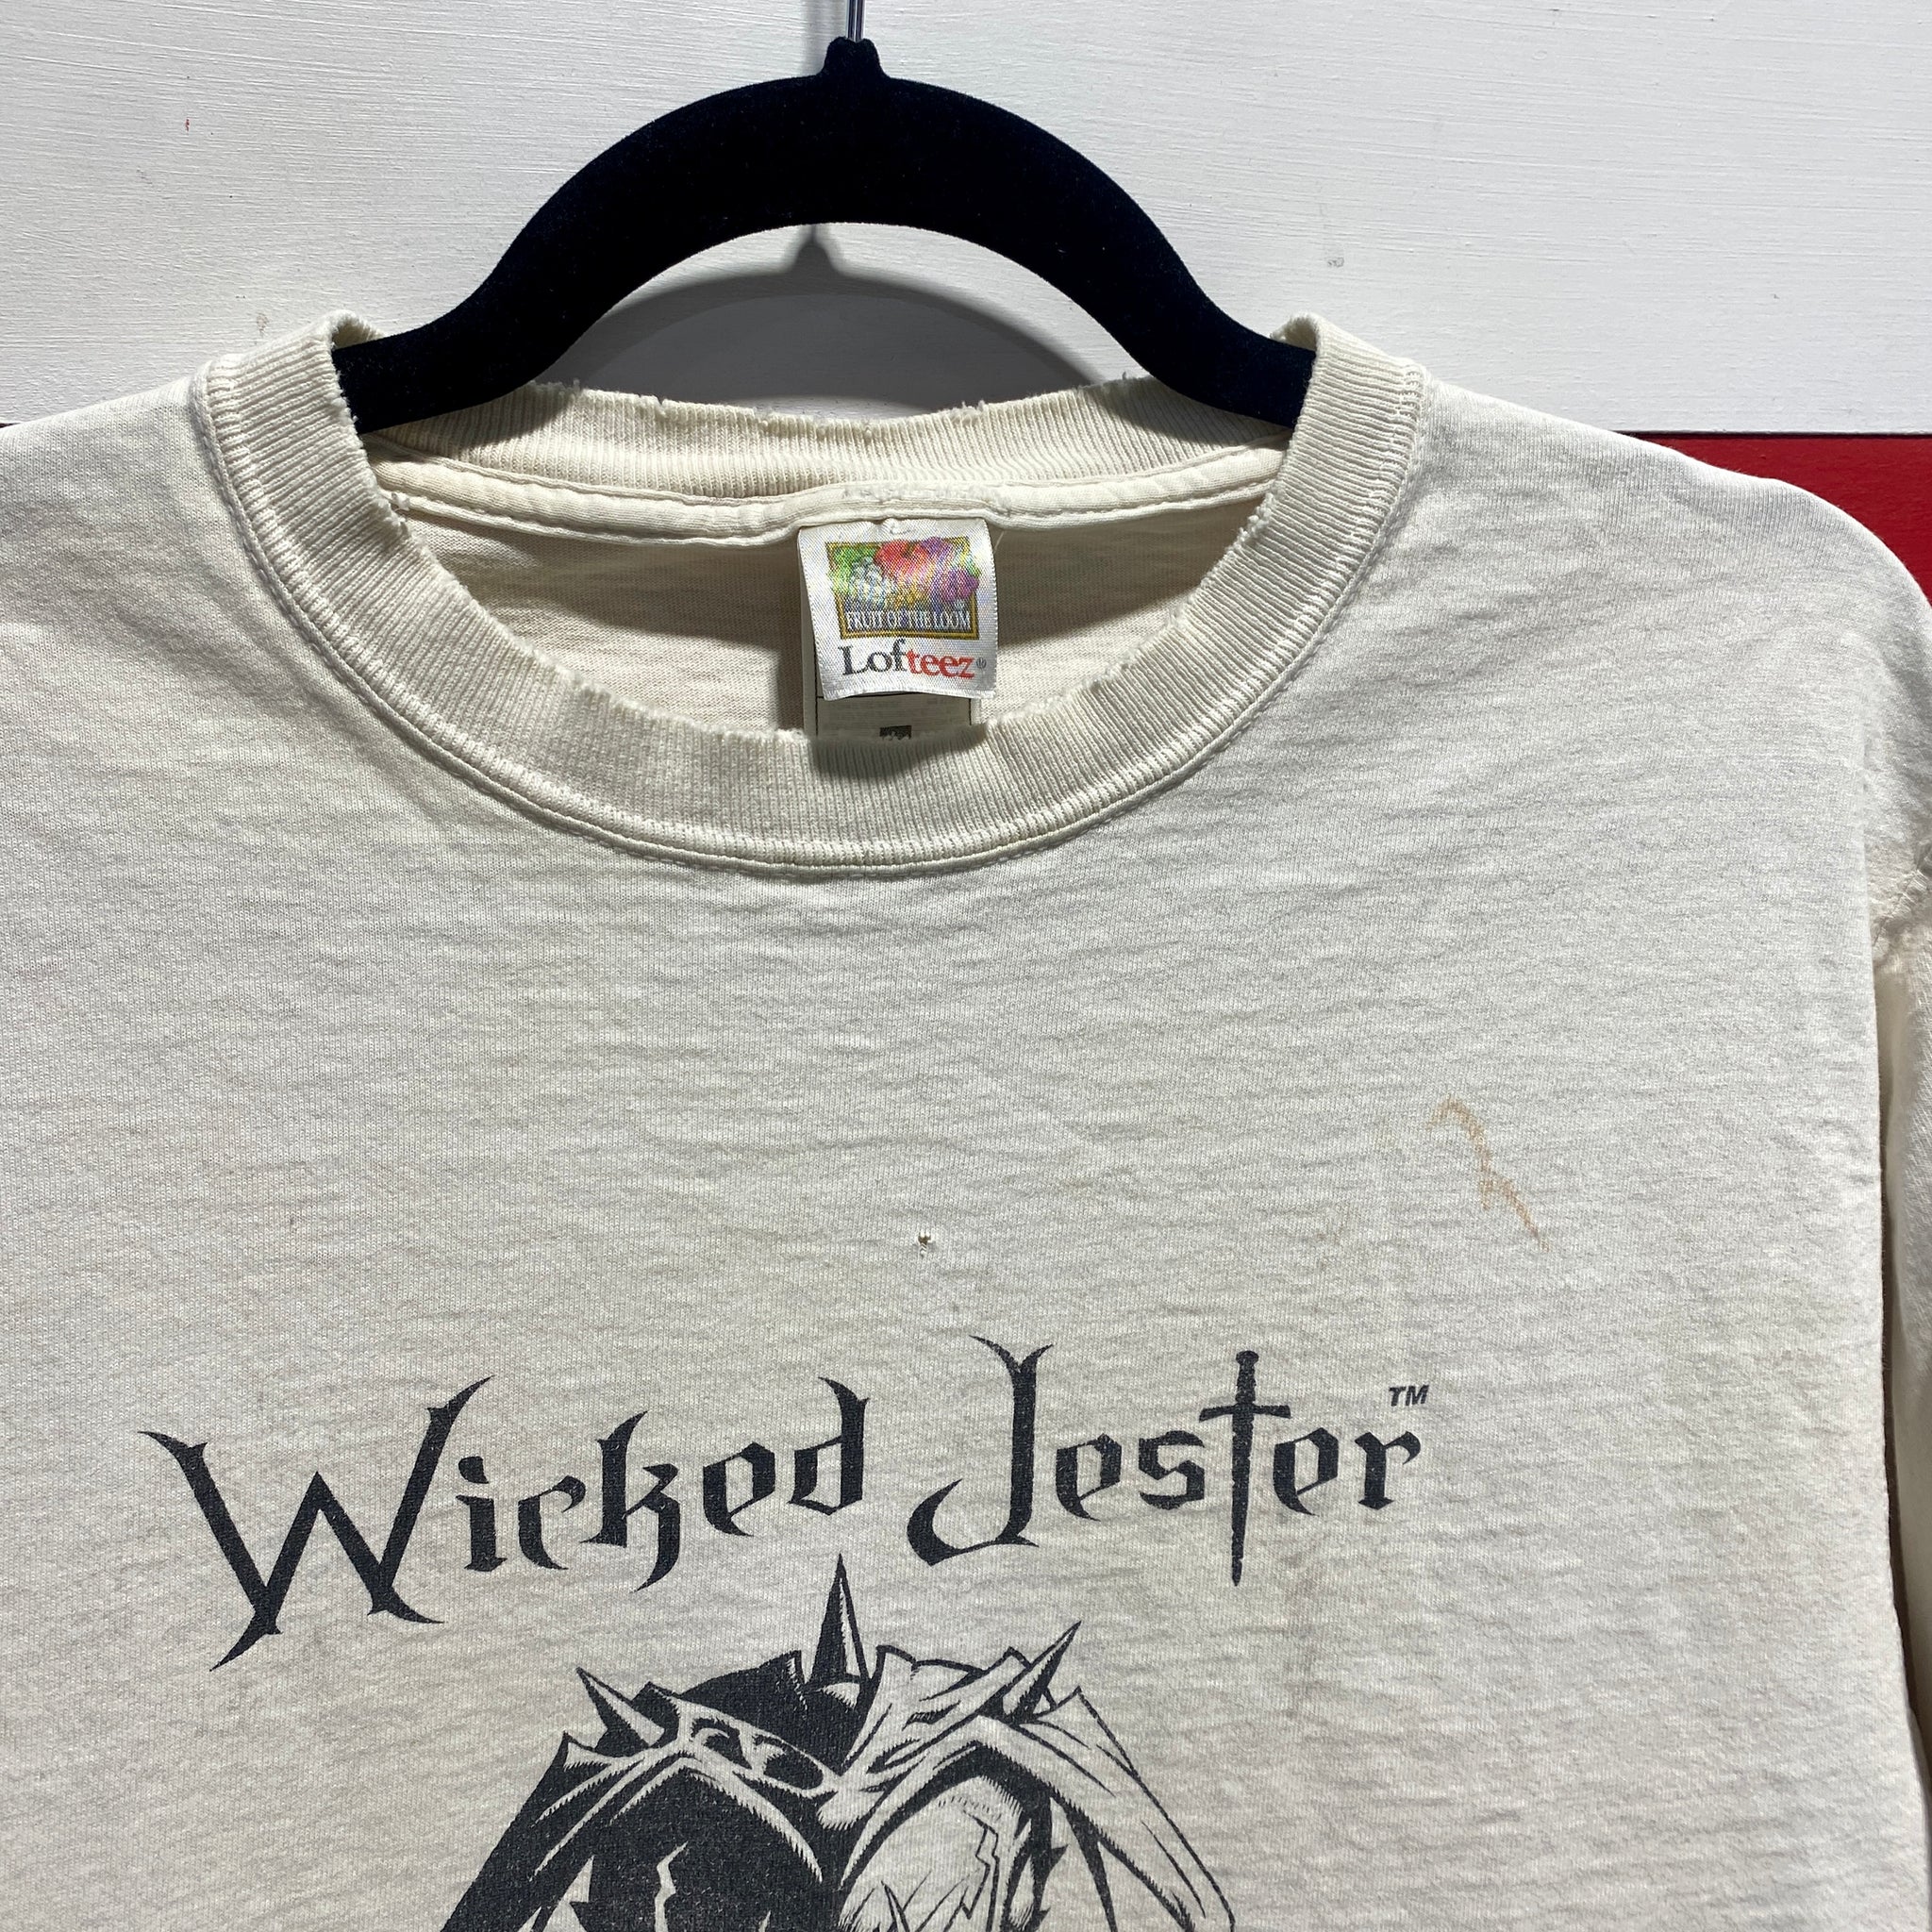 FRUIT OF THE LOOM®
Lofteez®
Wicked Jester™